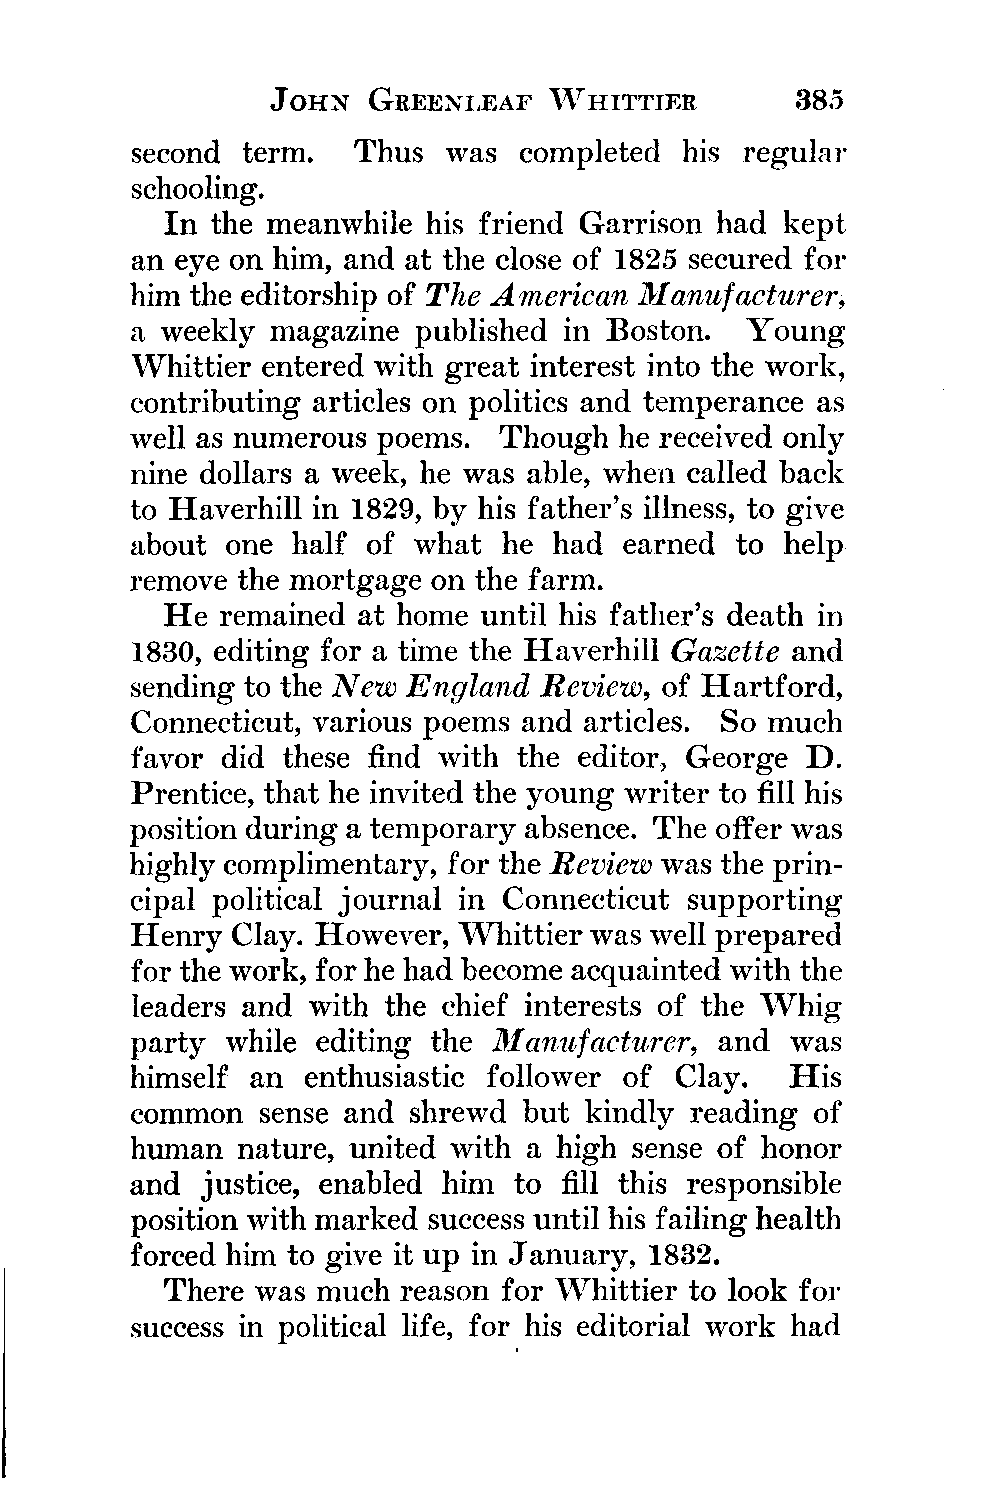 JOHN GREENLEAF WHITTIER 385
second term. Thus was completed his regular
schooling.
In the meanwhile his friend Garrison had kept
an eye on him, and at the close of 1825 secured for
him the editorship of The American Manufacturer,
a weekly magazine published in Boston. Young
Whittier entered with great interest into the work,
contributing articles on politics and temperance as
well as numerous poems. Though he received only
nine dollars a week, he was able, when called back
to Haverhill in 1829, by his father's illness, to give
about one half of what he had earned to help
remove the mortgage on the farm.
He remained at home until his father's death in
1830, editing for a time the Haverhill Gazette and
sending to the New England Review, of Hartford,
Connecticut, various poems and articles. So much
favor did these find with the editor, George D.
Prentice, that he invited the young writer to fill his
position during a temporary absence. The offer was
highly complimentary, for the Review was the prin-
cipal political journal in Connecticut supporting
Henry Clay. However, Whittier was well prepared
for the work, for he had become acquainted with the
leaders and with the chief interests of the Whig
party while editing the Manufacturer, and was
himself an enthusiastic follower of Clay. His
common sense and shrewd but kindly reading of
human nature, united with a high sense of honor
and justice, enabled him to fill this responsible
position with marked success until his failing health
forced him to give it up in January, 1832.
There was much reason for Whittier to look for
success in political life, for his editorial work had